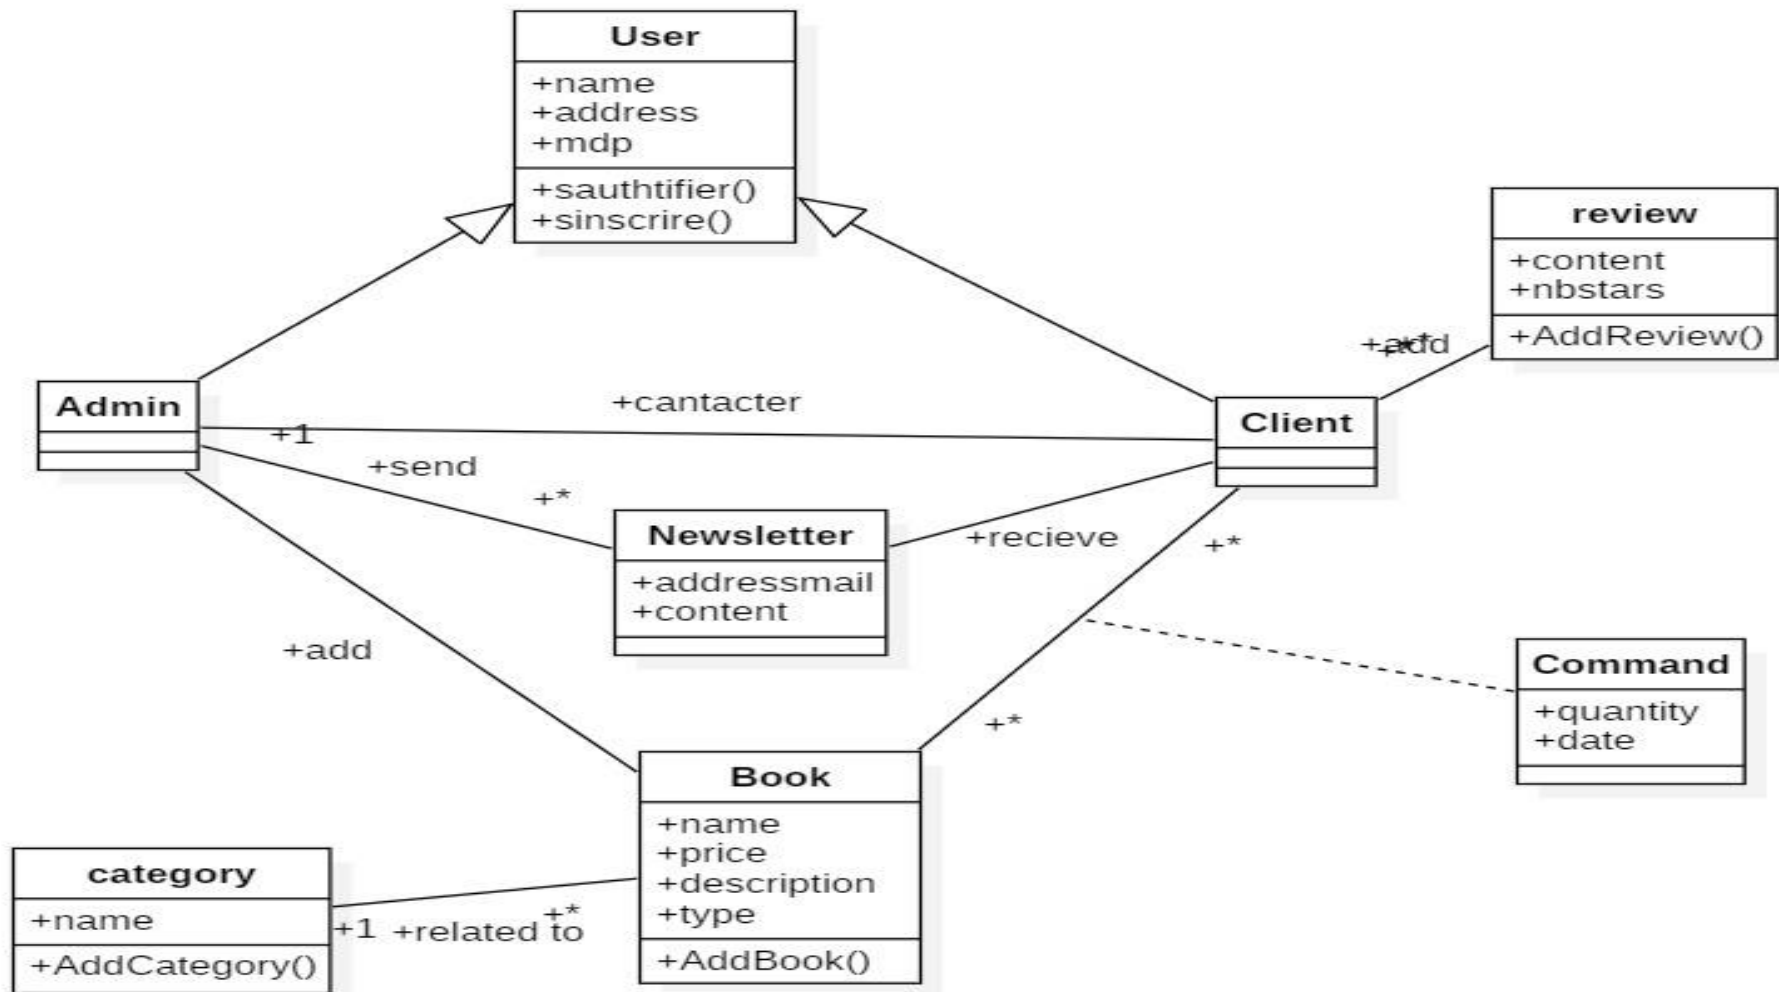 User
+name
+address
+mdp
+sauthtifier()
+sinscrire()
review
+content
+nbstars
+AddReview()
+add
Admin
+cantacter
Client
+1
+send
+*
Newsletter
+addressmail
+content
+recieve
+*
+add
Command
+quantity
+date
+*
Book
+name
+price
+description
+type
+AddBook()
category
+name
+AddCategory()
+1
+related to
+*